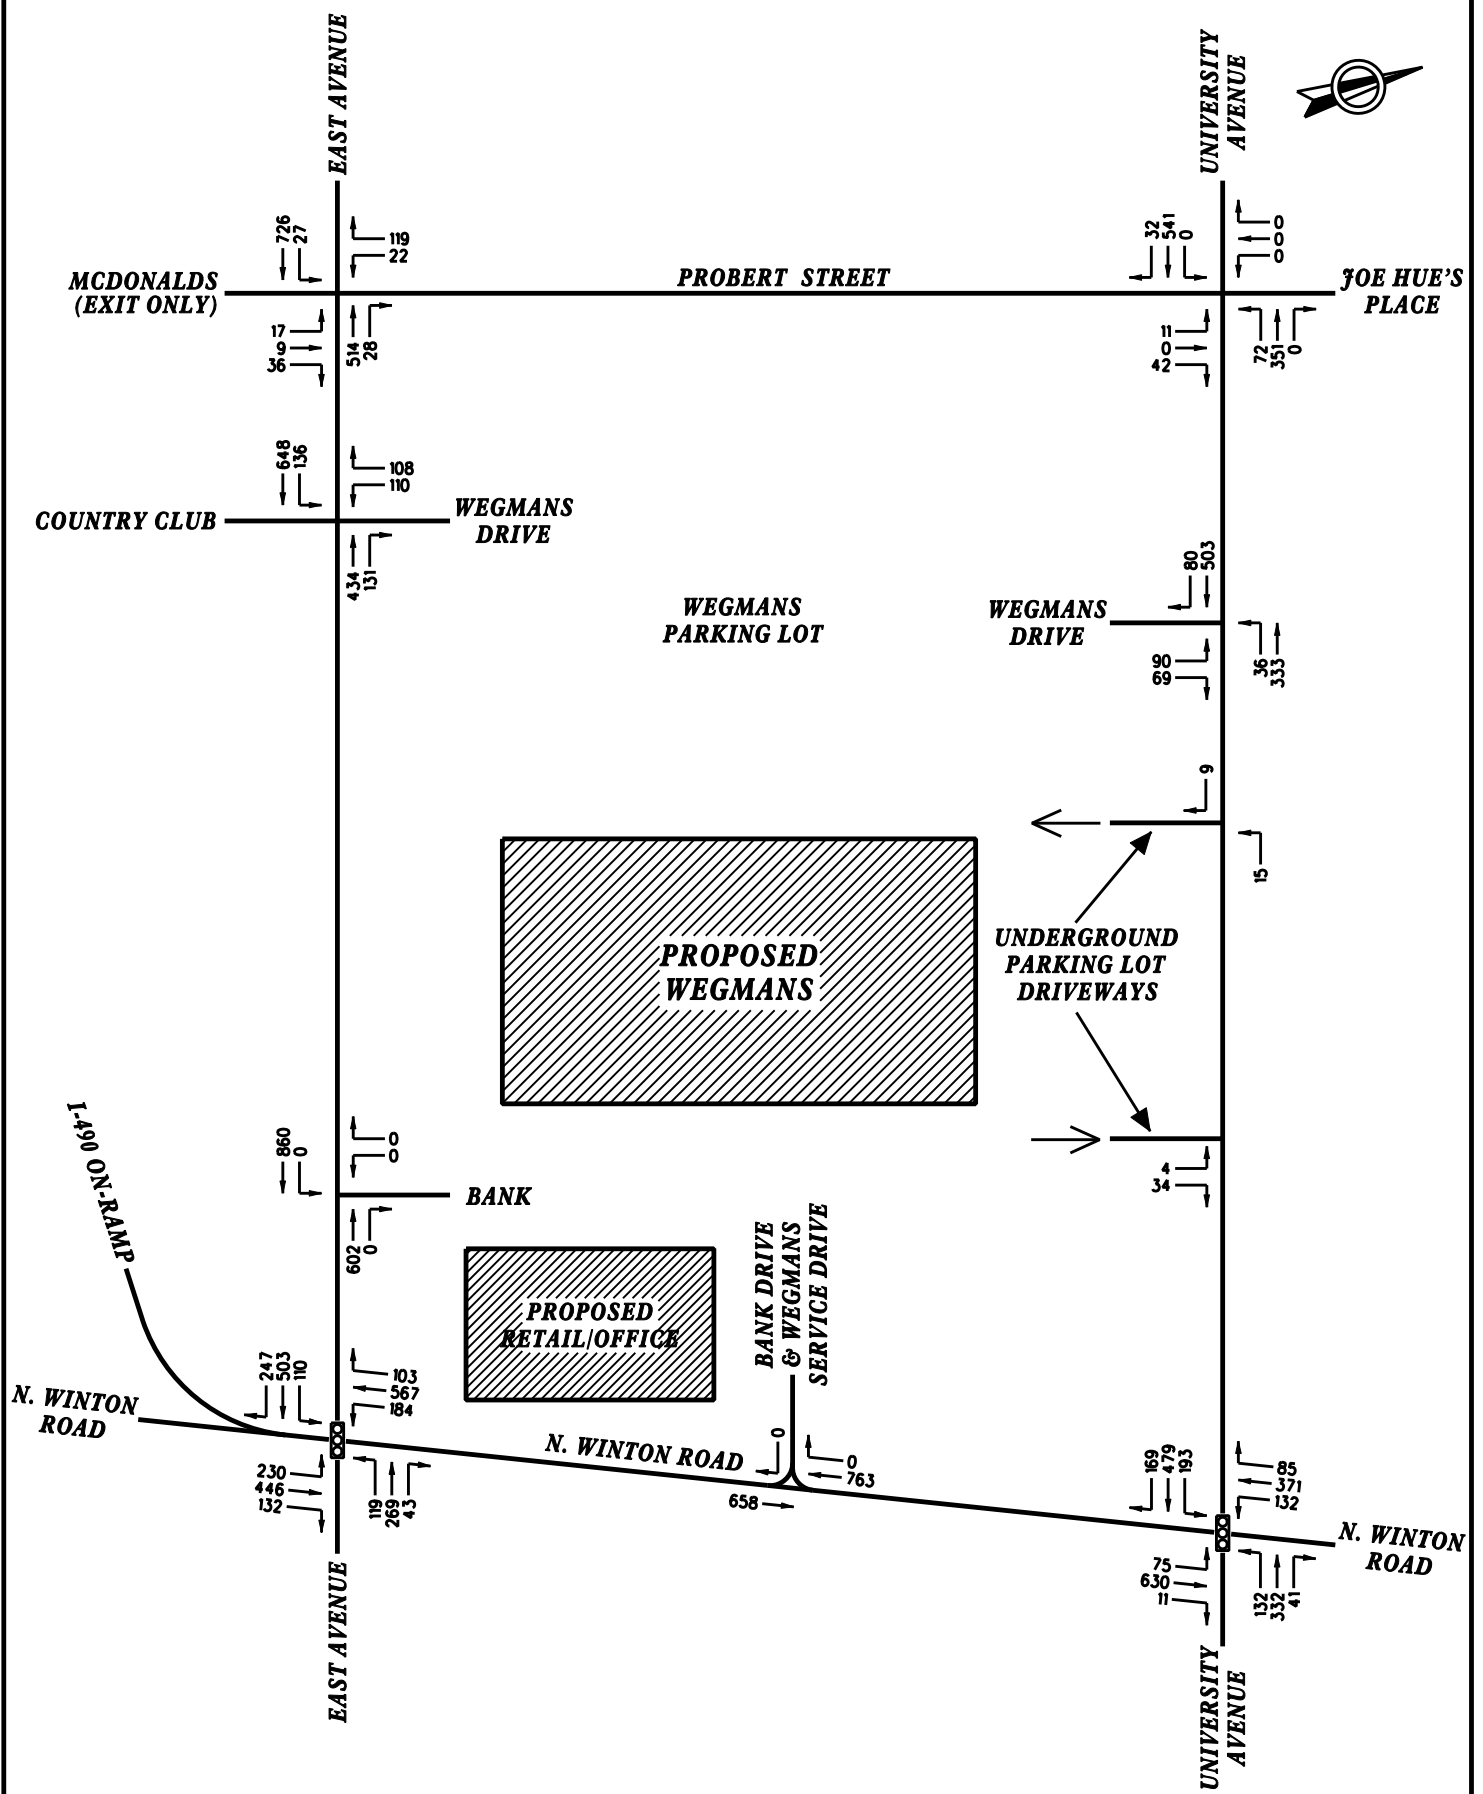 EAST AVENUE
UNIVERSITY
AVENUE
726
27
119
22
32
541
0
0
0
0
MCDONALDS
(EXIT ONLY)
PROBERT STREET
JOE HUE'S
PLACE
17
9
36
514
28
11
0
42
72
351
0
648
136
108
110
COUNTRY CLUB
WEGMANS
DRIVE
434
131
80
503
WEGMANS
PARKING LOT
WEGMANS
DRIVE
90
69
36
333
9
15
PROPOSED
WEGMANS
UNDERGROUND
PARKING LOT
DRIVEWAYS
I-490 ON-RAMP
860
0
0
0
4
34
BANK
602
0
BANK DRIVE
& WEGMANS
SERVICE DRIVE
PROPOSED
RETAIL/OFFICE
247
503
110
103
567
184
N. WINTON
ROAD
230
446
132
119
269
43
N. WINTON ROAD
0
0
763
658
169
479
193
85
371
132
N. WINTON
ROAD
75
630
11
132
332
41
EAST AVENUE
UNIVERSITY
AVENUE